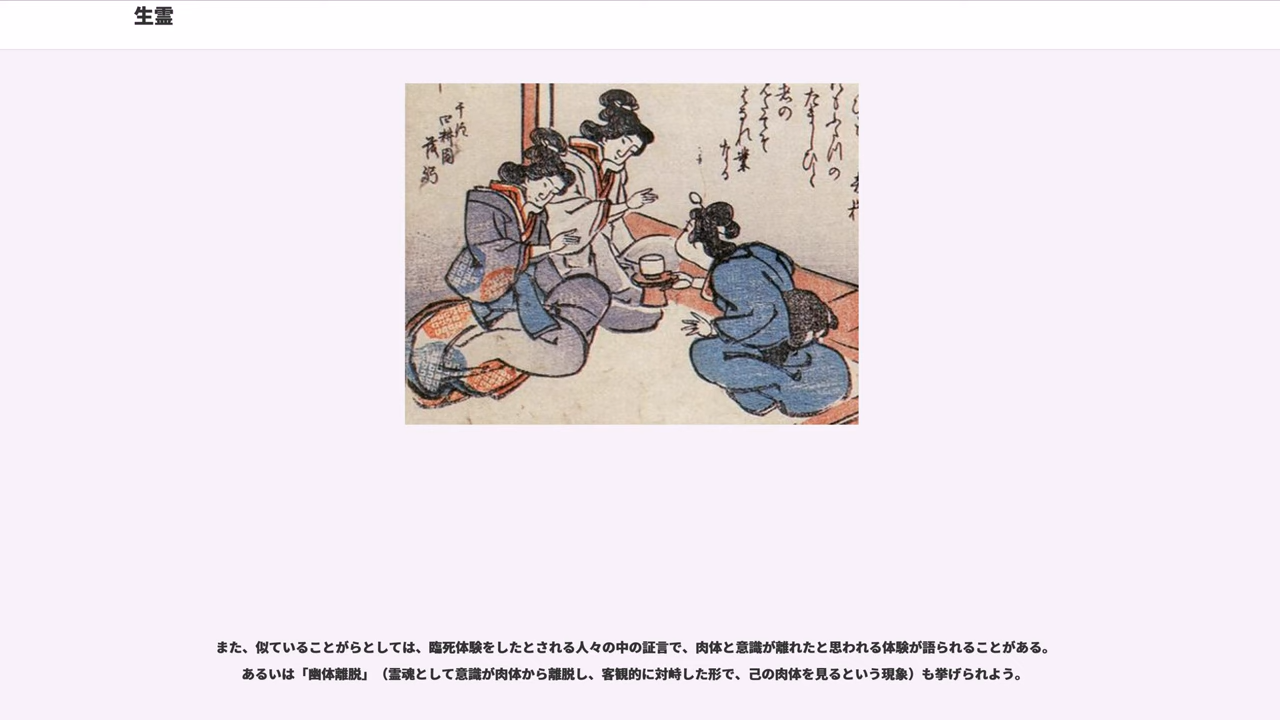 生霊
また、似ていることがらとしては、臨死体験をしたとされる人々の中の証言で、肉体と意識が離れたと思われる体験が語られることがある。
あるいは「幽体離脱」（霊魂として意識が肉体から離脱し、客観的に対峙した形で、己の肉体を見るという現象）も挙げられよう。